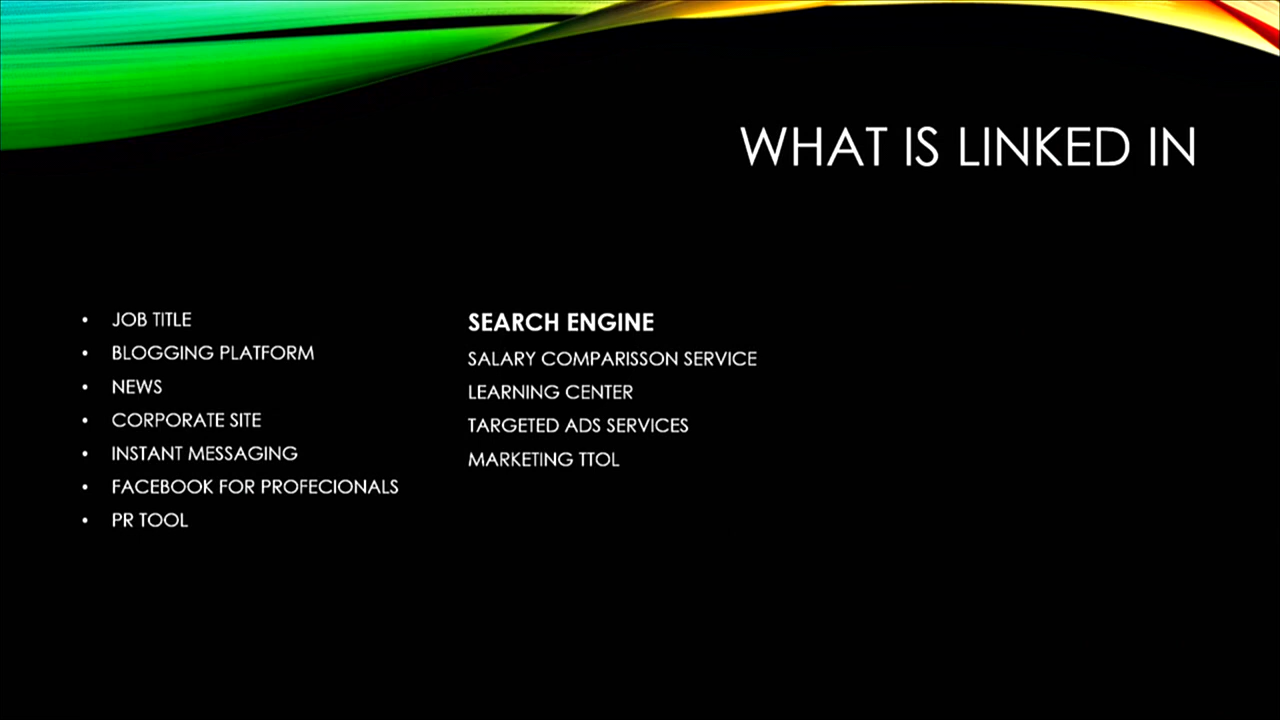 WHAT IS LINKED IN
• JOB TITLE
• BLOGGING PLATFORM
• NEWS
• CORPORATE SITE
• INSTANT MESSAGING
• FACEBOOK FOR PROFECIONALS
• PR TOOL
SEARCH ENGINE
SALARY COMPARISSON SERVICE
LEARNING CENTER
TARGETED ADS SERVICES
MARKETING TTOL